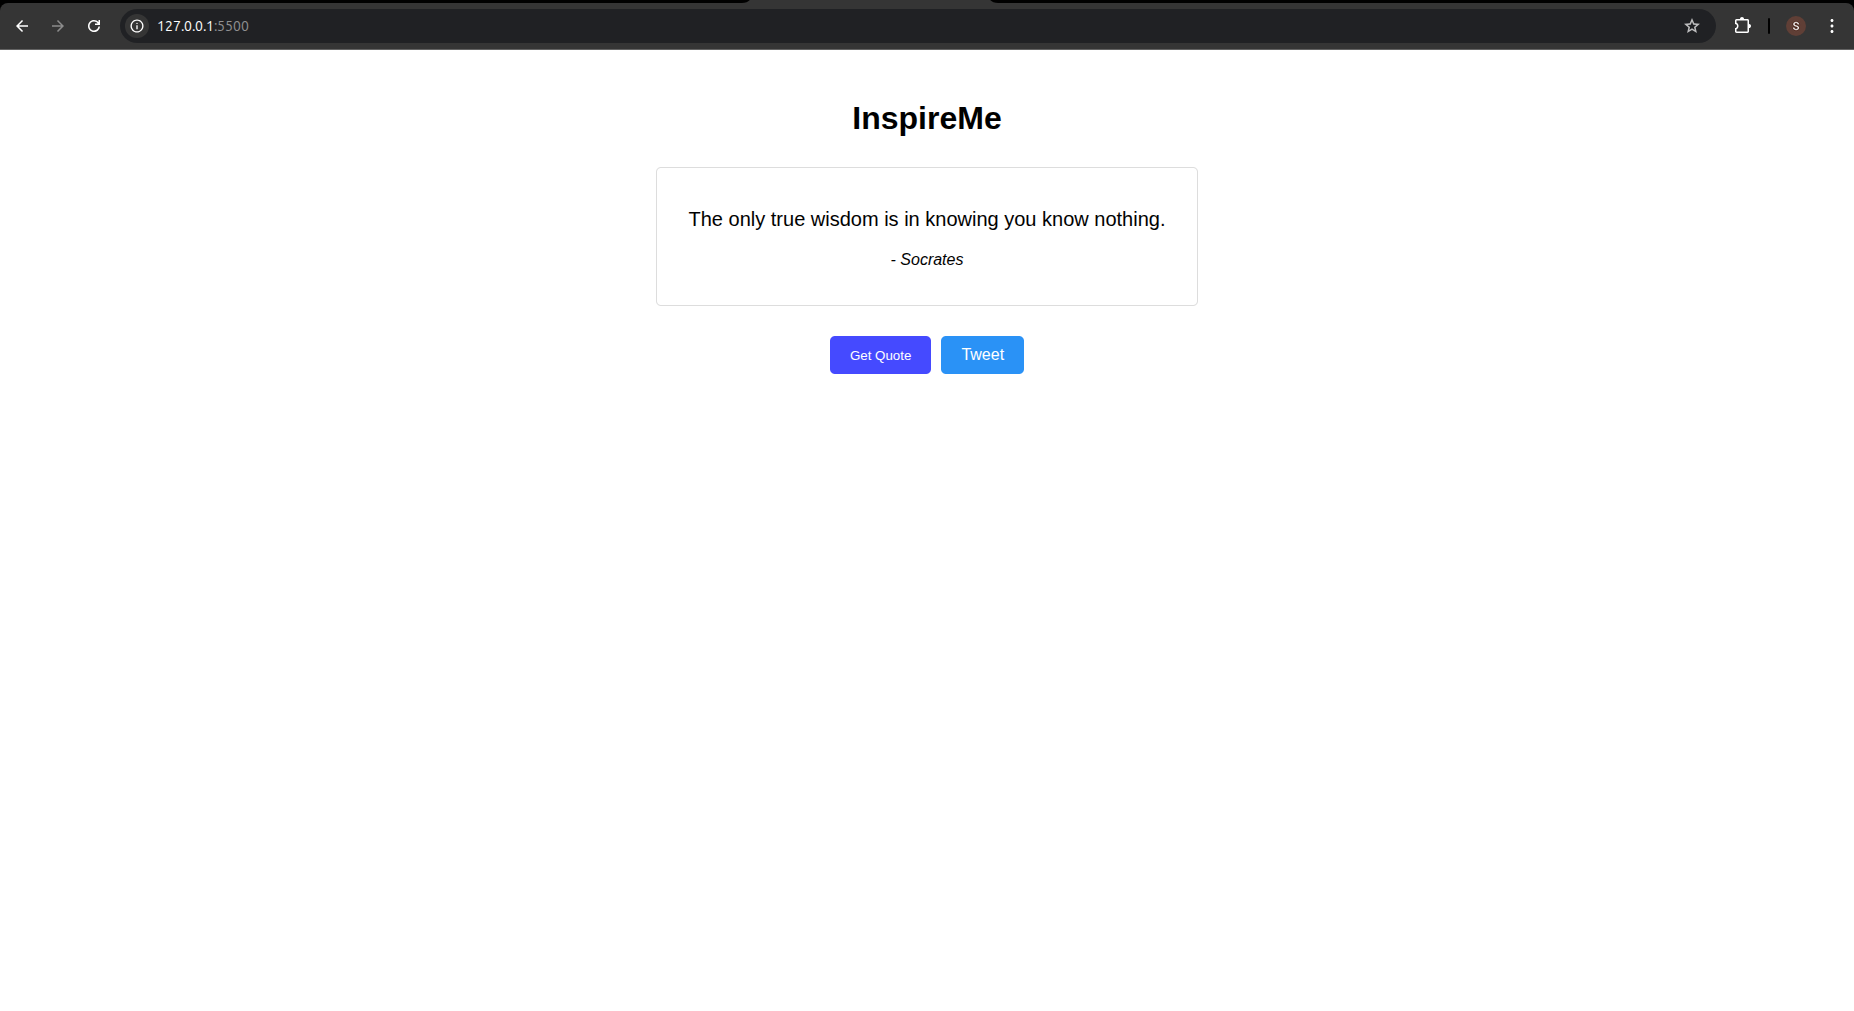 127.0.0.1:5500
S
InspireMe
The only true wisdom is in knowing you know nothing.
- Socrates
Get Quote
Tweet